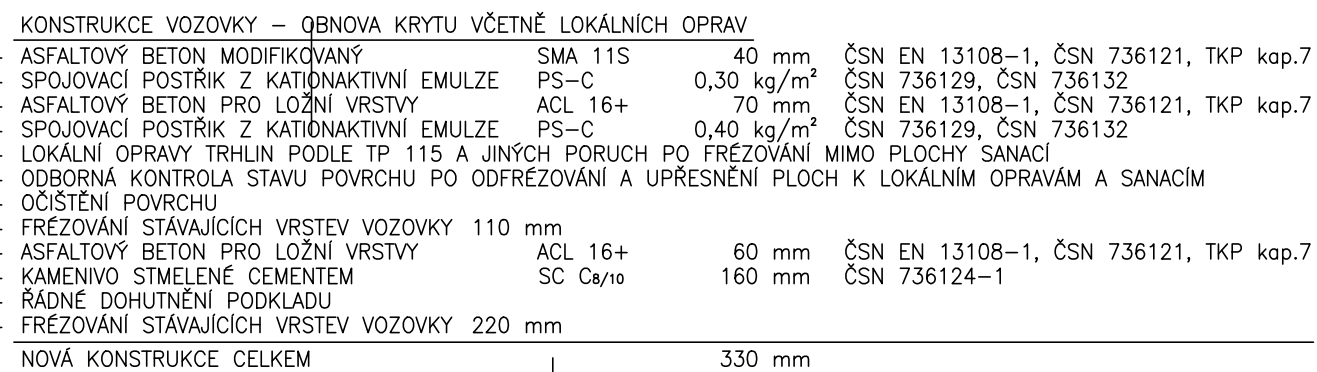 KONSTRUKCE VOZOVKY – OBNOVA KRYTU VČETNĚ LOKÁLNÍCH OPRAV
- ASFALTOVÝ BETON MODIFIKOVANÝ SMA 11S 40 mm ČSN EN 13108–1, ČSN 736121, TKP kap.7
- SPOJOVACÍ POSTŘIK Z KATIONAKTIVNÍ EMULZE PS–C 0,30 kg/m² ČSN 736129, ČSN 736132
- ASFALTOVÝ BETON PRO LOŽNÍ VRSTVY ACL 16+ 70 mm ČSN EN 13108–1, ČSN 736121, TKP kap.7
- SPOJOVACÍ POSTŘIK Z KATIONAKTIVNÍ EMULZE PS–C 0,40 kg/m² ČSN 736129, ČSN 736132
- LOKÁLNÍ OPRAVY TRHLIN PODLE TP 115 A JINÝCH PORUCH PO FRÉZOVÁNÍ MIMO PLOCHY SANACÍ
- ODBORNÁ KONTROLA STAVU POVRCHU PO ODFRÉZOVÁNÍ A UPŘESNĚNÍ PLOCH K LOKÁLNÍM OPRAVÁM A SANACÍM
- OČIŠTĚNÍ POVRCHU
- FRÉZOVÁNÍ STÁVAJÍCÍCH VRSTEV VOZOVKY 110 mm
- ASFALTOVÝ BETON PRO LOŽNÍ VRSTVY ACL 16+ 60 mm ČSN EN 13108–1, ČSN 736121, TKP kap.7
- KAMENIVO STMELENÉ CEMENTEM SC C8/10 160 mm ČSN 736124–1
- ŘÁDNÉ DOHUTNĚNÍ PODKLADU
- FRÉZOVÁNÍ STÁVAJÍCÍCH VRSTEV VOZOVKY 220 mm
NOVÁ KONSTRUKCE CELKEM 330 mm